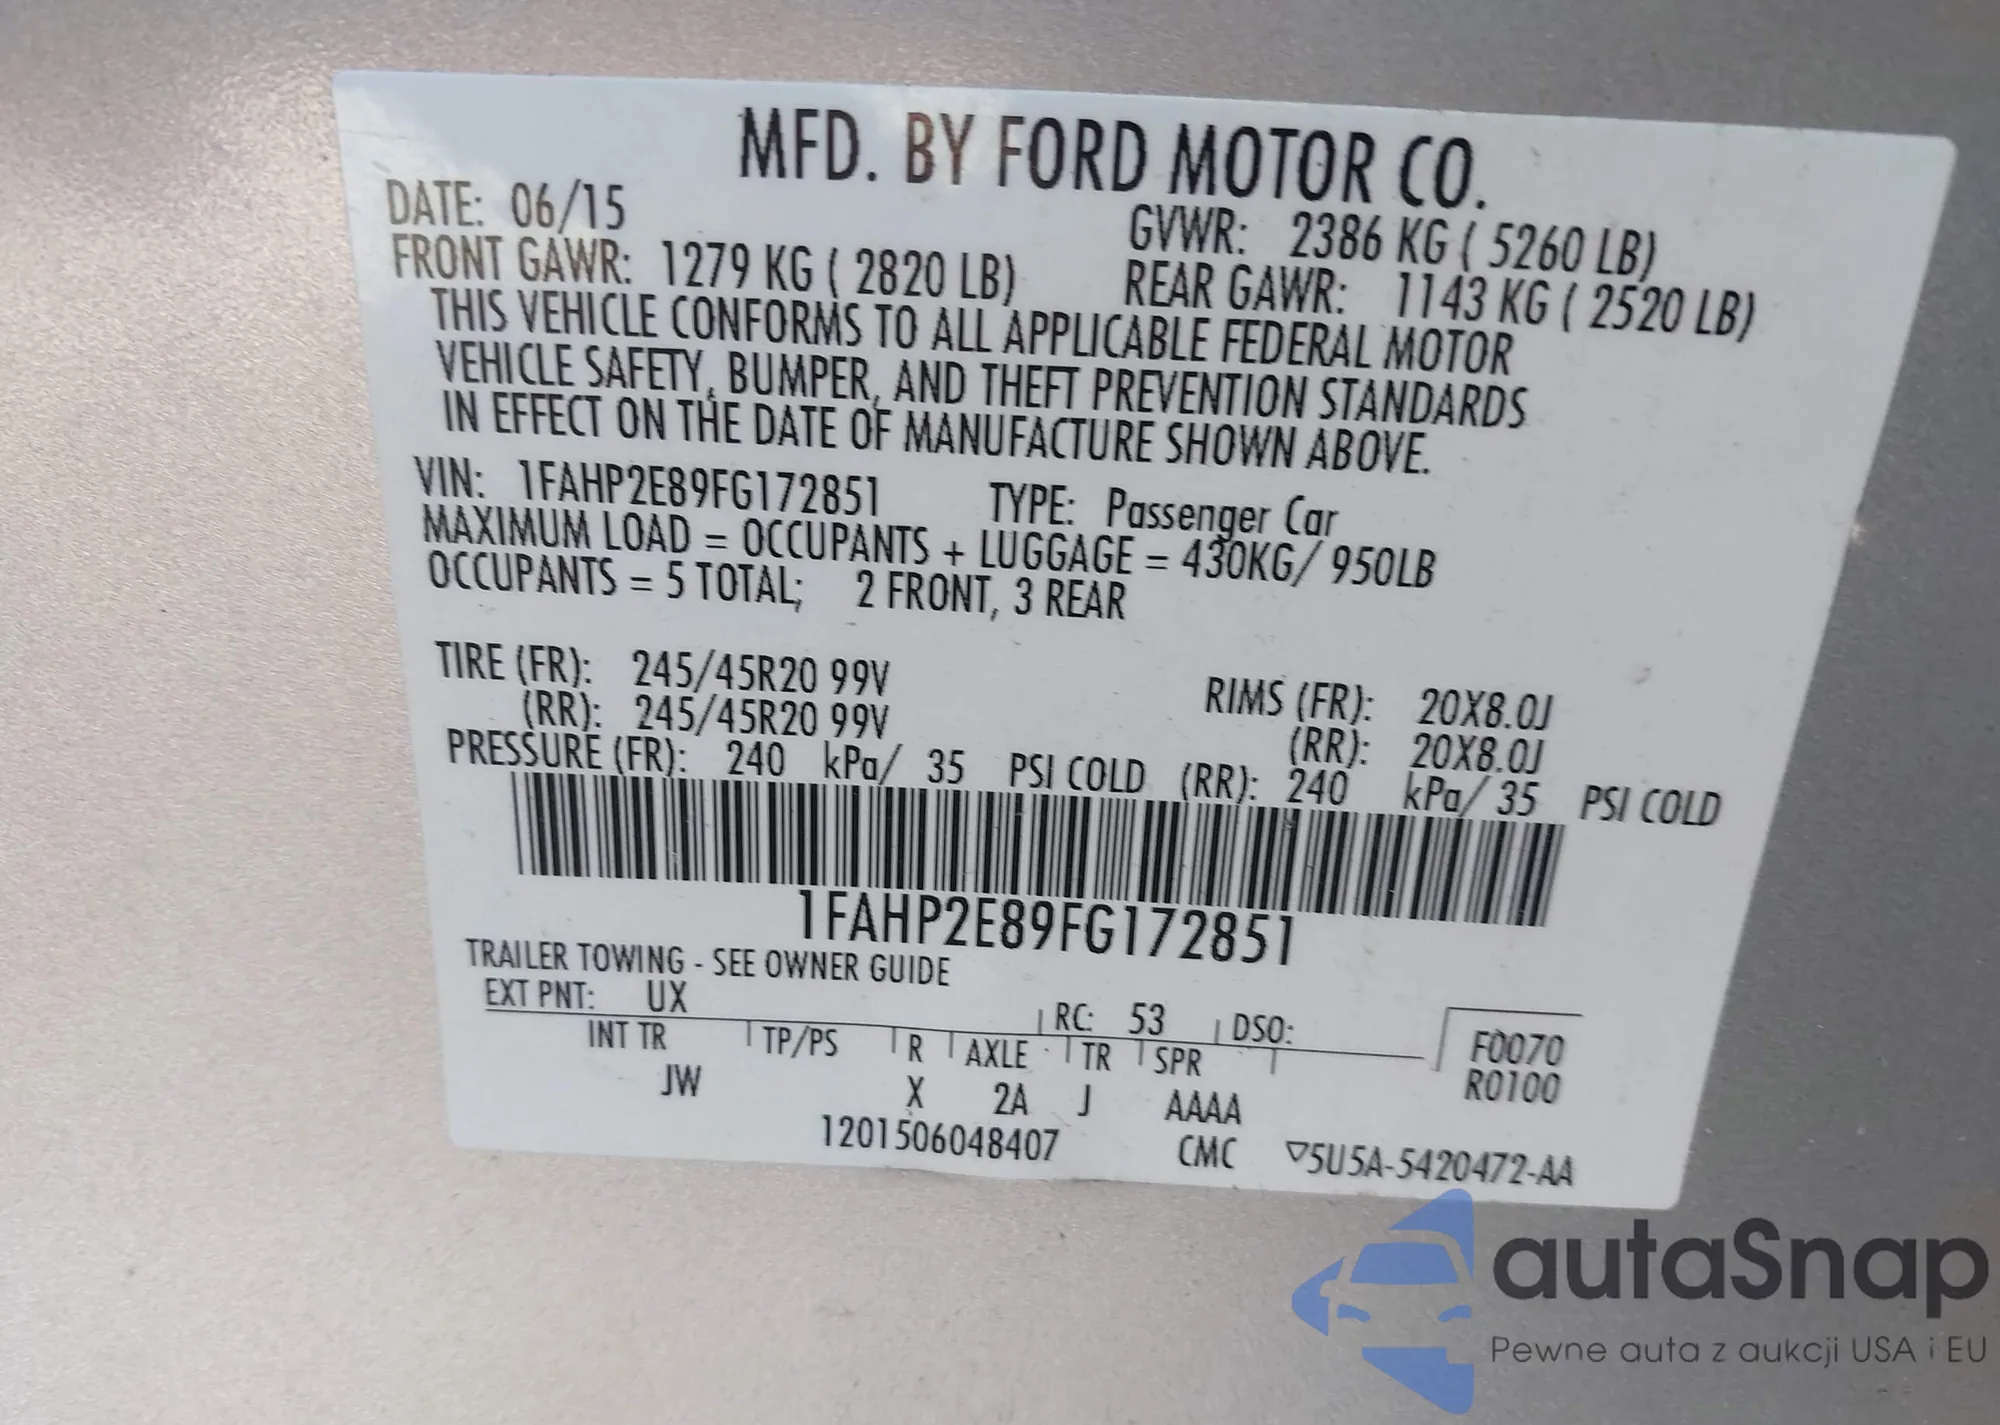 MFD. BY FORD MOTOR CO.
DATE: 06/15 GVWR: 2386 KG ( 5260 LB)
FRONT GAWR: 1279 KG ( 2820 LB) REAR GAWR: 1143 KG ( 2520 LB)
THIS VEHICLE CONFORMS TO ALL APPLICABLE FEDERAL MOTOR
VEHICLE SAFETY, BUMPER, AND THEFT PREVENTION STANDARDS
IN EFFECT ON THE DATE OF MANUFACTURE SHOWN ABOVE.
VIN: 1FAHP2E89FG172851 TYPE: Passenger Car
MAXIMUM LOAD = OCCUPANTS + LUGGAGE = 430KG/ 950LB
OCCUPANTS = 5 TOTAL; 2 FRONT, 3 REAR
TIRE (FR): 245/45R20 99V RIMS (FR): 20X8.0J
(RR): 245/45R20 99V (RR): 20X8.0J
PRESSURE (FR): 240 kPa/ 35 PSI COLD (RR): 240 kPa/ 35 PSI COLD
1FAHP2E89FG172851
TRAILER TOWING - SEE OWNER GUIDE
EXT PNT: UX RC: 53 DSO: F0070
INT TR TP/PS R AXLE TR SPR R0100
JW X 2A J AAAA
1201506048407 CMC ▽5U5A-5420472-AA
autaSnap
Pewne auta z aukcji USA i EU